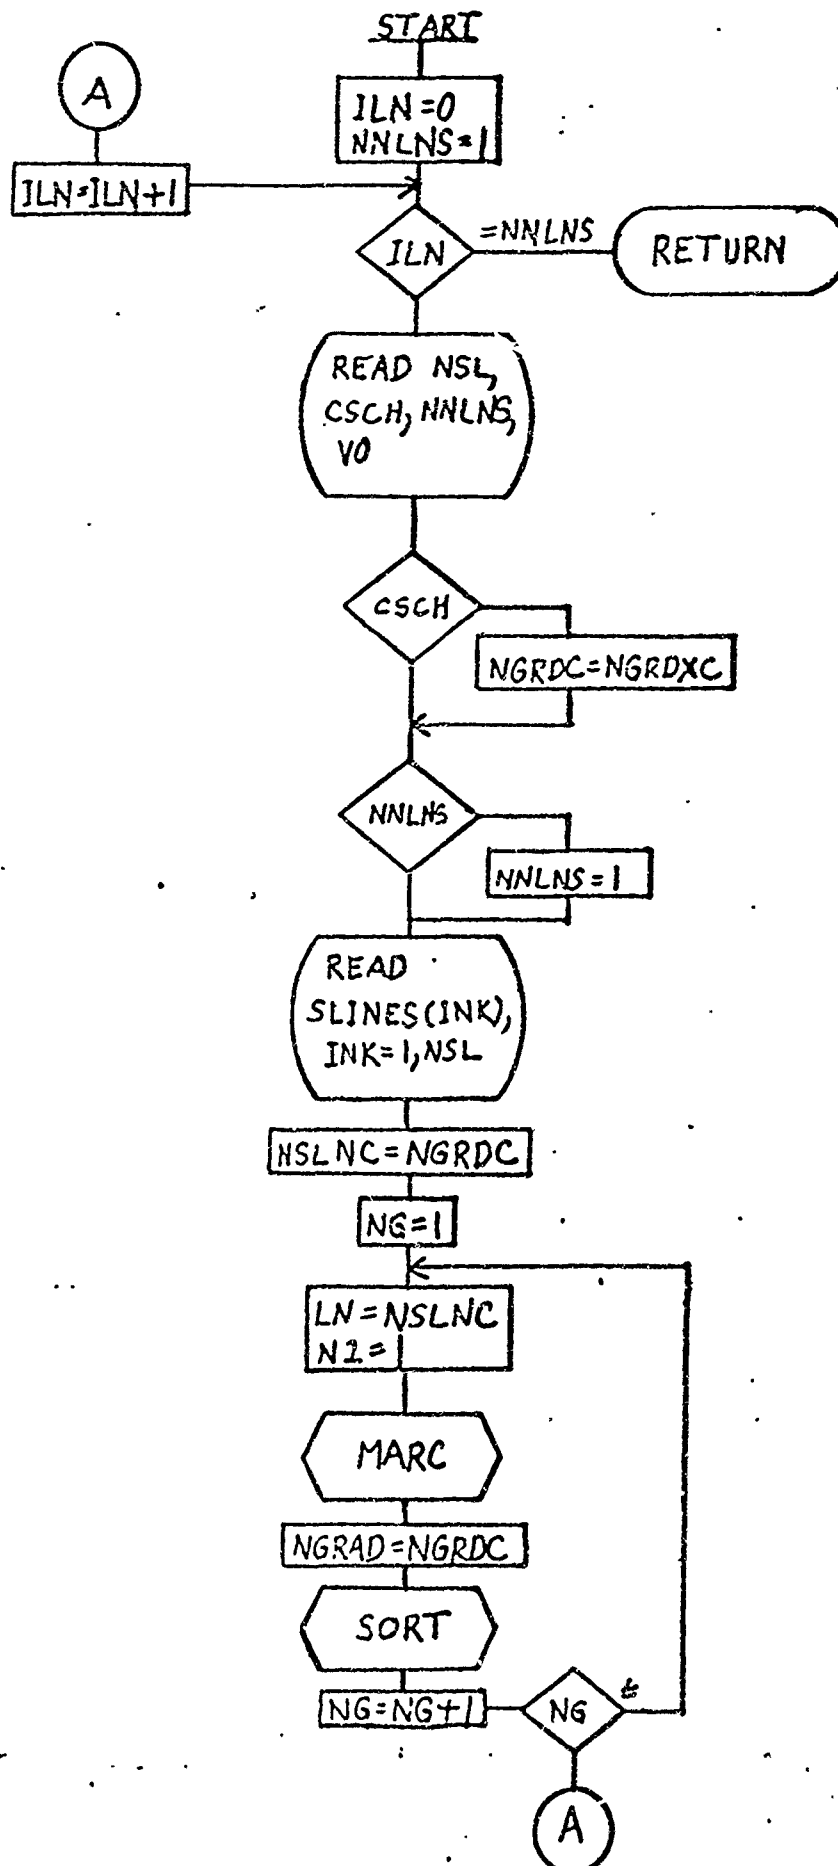 START
A
ILN=0
NNLNS=1
ILN=ILN+1
ILN
=NNLNS
RETURN
READ NSL,
CSCH, NNLNS,
VO
CSCH
NGRDC=NGRDXC
NNLNS
NNLNS=1
READ
SLINES(INK),
INK=1,NSL
NSLNC=NGRDC
NG=1
LN=NSLNC
N1=1
MARC
NGRAD=NGRDC
SORT
NG=NG+1
NG
A